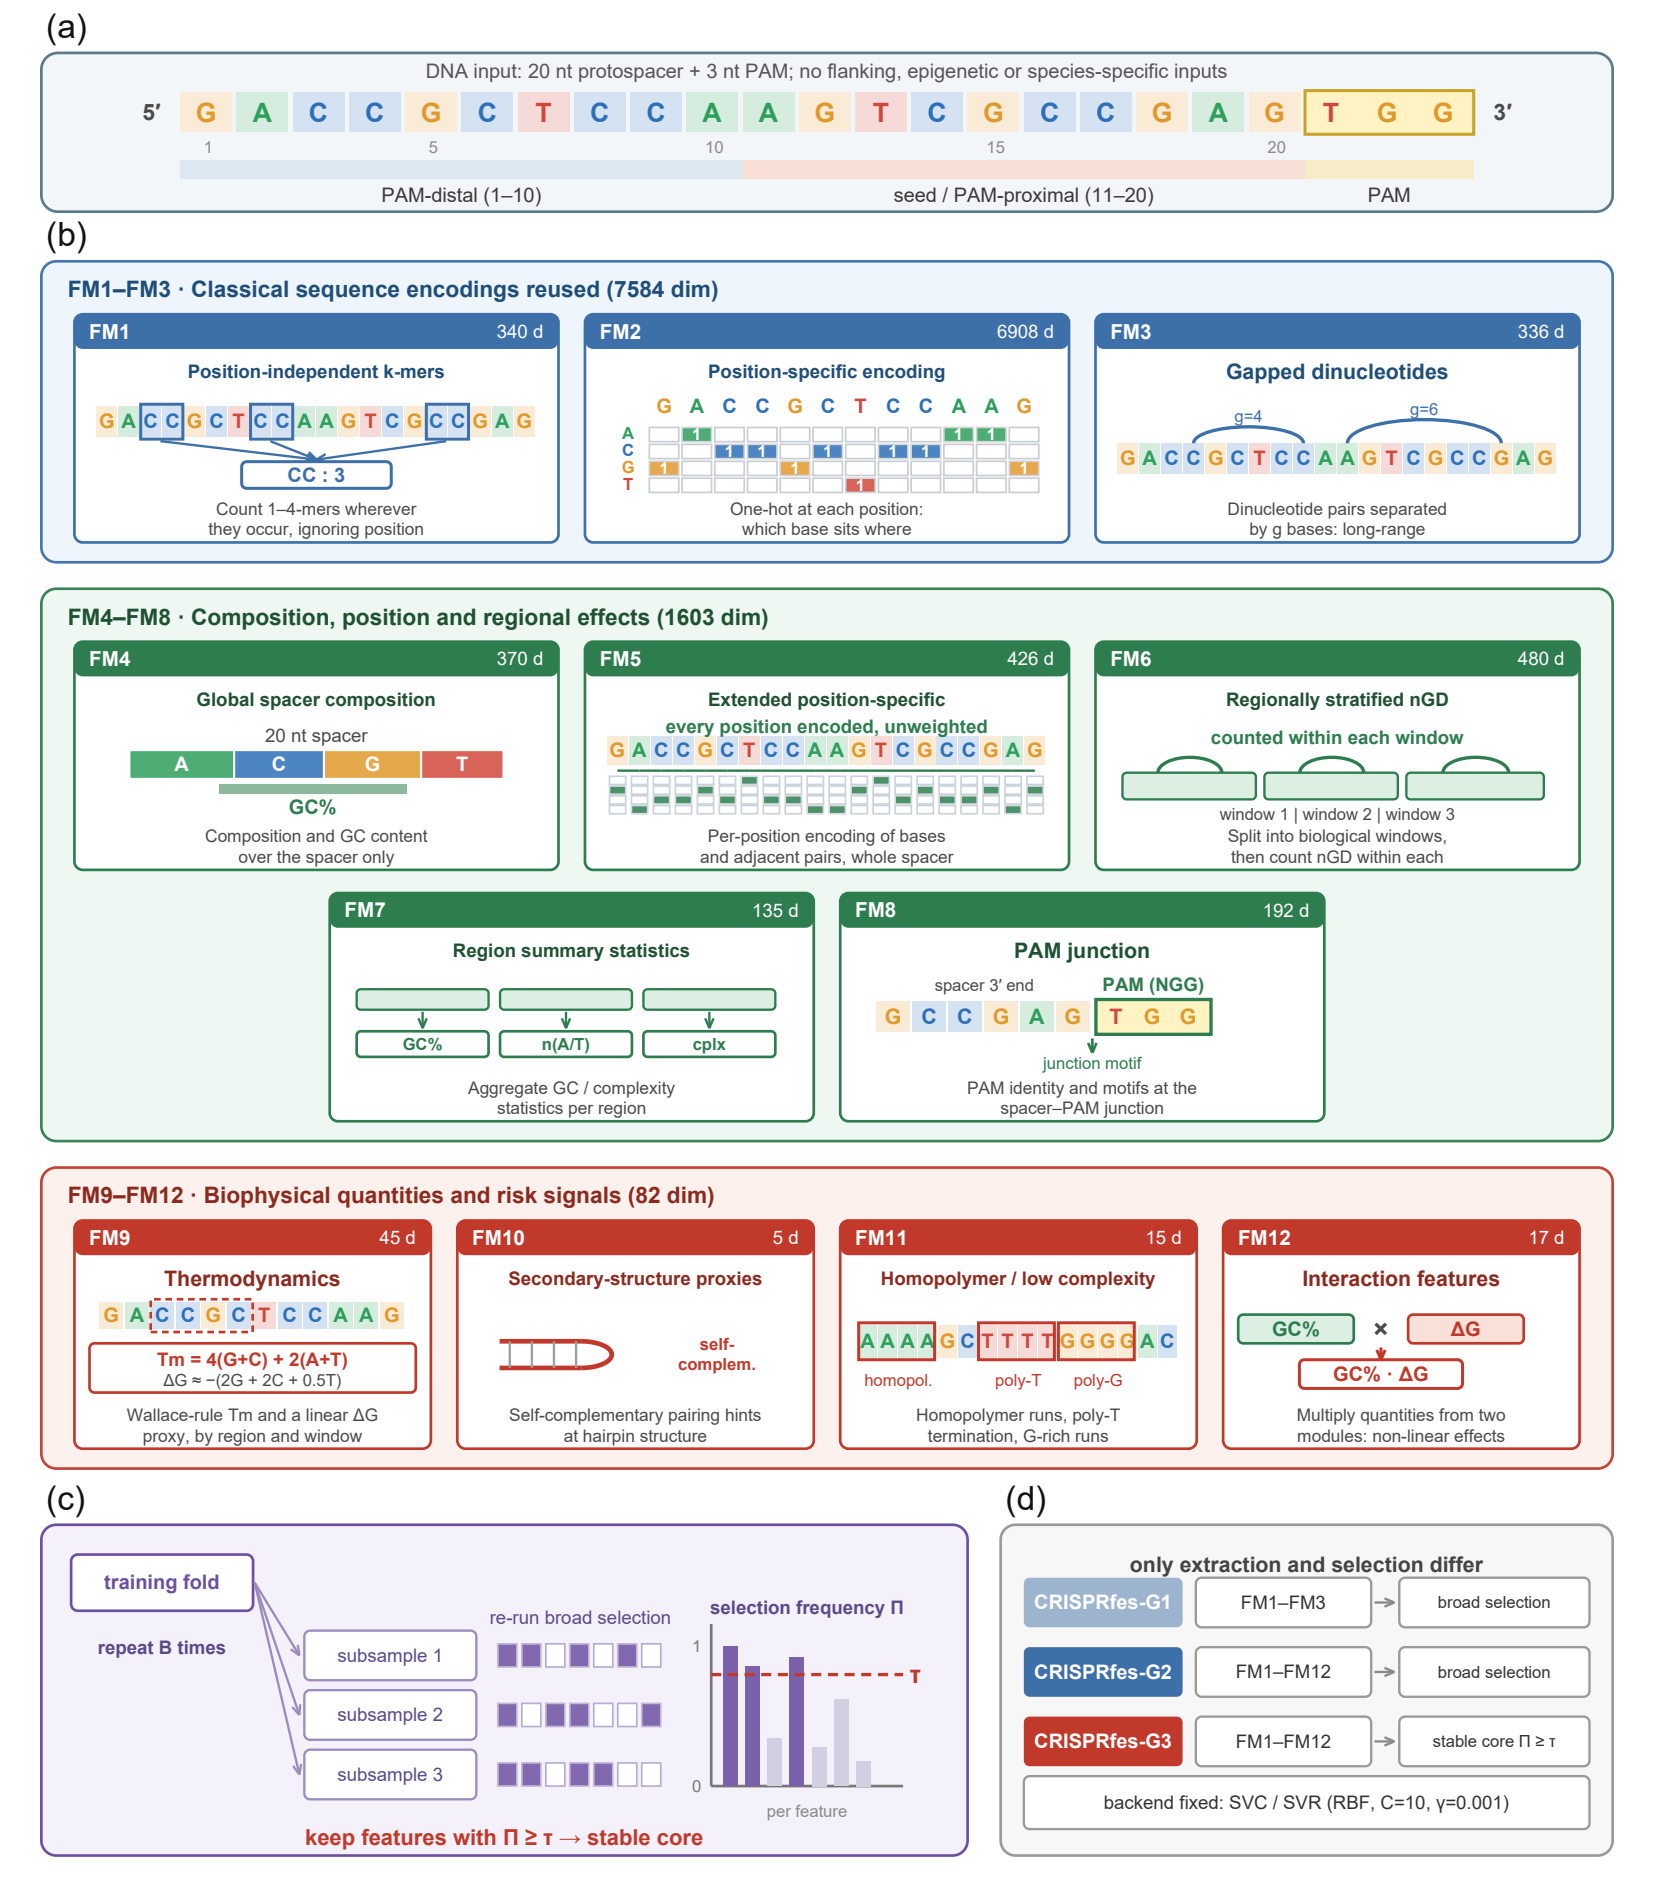 (a)
DNA input: 20 nt protospacer + 3 nt PAM; no flanking, epigenetic or species-specific inputs
5′ G A C C G C T C C A A G T C G C C G A G T G G 3′
1 5 10 15 20
PAM-distal (1–10) seed / PAM-proximal (11–20) PAM
(b)
FM1–FM3 · Classical sequence encodings reused (7584 dim)
FM1 340 d
Position-independent k-mers
G A C C G C T C C A A G T C G C C G A G
CC : 3
Count 1–4-mers wherever
they occur, ignoring position
FM2 6908 d
Position-specific encoding
G A C C G C T C C A A G
A 1 1 1
C 1 1 1 1 1
G 1 1 1
T 1
One-hot at each position:
which base sits where
FM3 336 d
Gapped dinucleotides
g=4 g=6
G A C C G C T C C A A G T C G C C G A G
Dinucleotide pairs separated
by g bases: long-range
FM4–FM8 · Composition, position and regional effects (1603 dim)
FM4 370 d
Global spacer composition
20 nt spacer
A C G T
GC%
Composition and GC content
over the spacer only
FM5 426 d
Extended position-specific
every position encoded, unweighted
G A C C G C T C C A A G T C G C C G A G
Per-position encoding of bases
and adjacent pairs, whole spacer
FM6 480 d
Regionally stratified nGD
counted within each window
window 1 | window 2 | window 3
Split into biological windows,
then count nGD within each
FM7 135 d
Region summary statistics
GC% n(A/T) cplx
Aggregate GC / complexity
statistics per region
FM8 192 d
PAM junction
spacer 3′ end PAM (NGG)
G C C G A G T G G
junction motif
PAM identity and motifs at the
spacer–PAM junction
FM9–FM12 · Biophysical quantities and risk signals (82 dim)
FM9 45 d
Thermodynamics
G A C C G C T C C A A G
Tm = 4(G+C) + 2(A+T)
ΔG ≈ −(2G + 2C + 0.5T)
Wallace-rule Tm and a linear ΔG
proxy, by region and window
FM10 5 d
Secondary-structure proxies
self-
complem.
Self-complementary pairing hints
at hairpin structure
FM11 15 d
Homopolymer / low complexity
A A A A G C T T T T G G G G A C
homopol. poly-T poly-G
Homopolymer runs, poly-T
termination, G-rich runs
FM12 17 d
Interaction features
GC% × ΔG
GC% · ΔG
Multiply quantities from two
modules: non-linear effects
(c)
training fold
repeat B times
re-run broad selection
subsample 1
subsample 2
subsample 3
selection frequency Π
1
τ
0
per feature
keep features with Π ≥ τ → stable core
(d)
only extraction and selection differ
CRISPRfes-G1 FM1–FM3 broad selection
CRISPRfes-G2 FM1–FM12 broad selection
CRISPRfes-G3 FM1–FM12 stable core Π ≥ τ
backend fixed: SVC / SVR (RBF, C=10, γ=0.001)